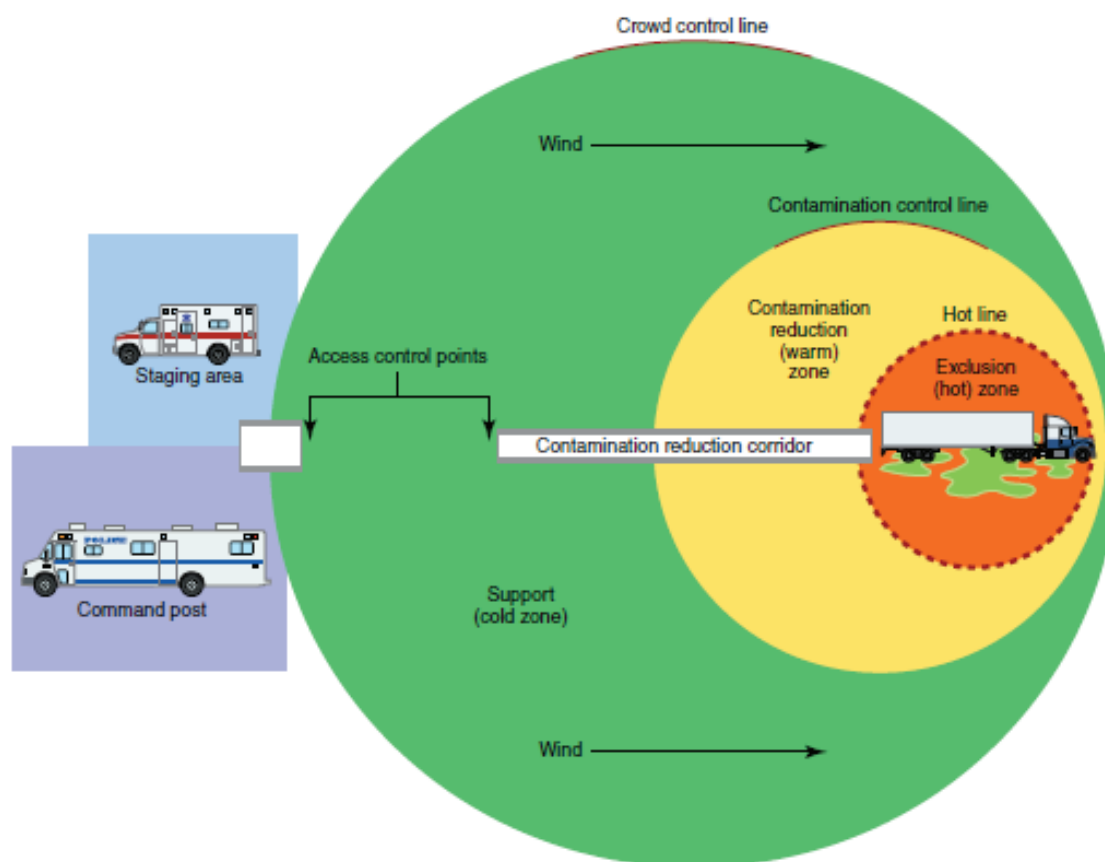 Crowd control line
Wind
Contamination control line
Contamination
reduction
(warm)
zone
Hot line
Exclusion
(hot) zone
Staging area
Access control points
Contamination reduction corridor
Command post
Support
(cold zone)
Wind